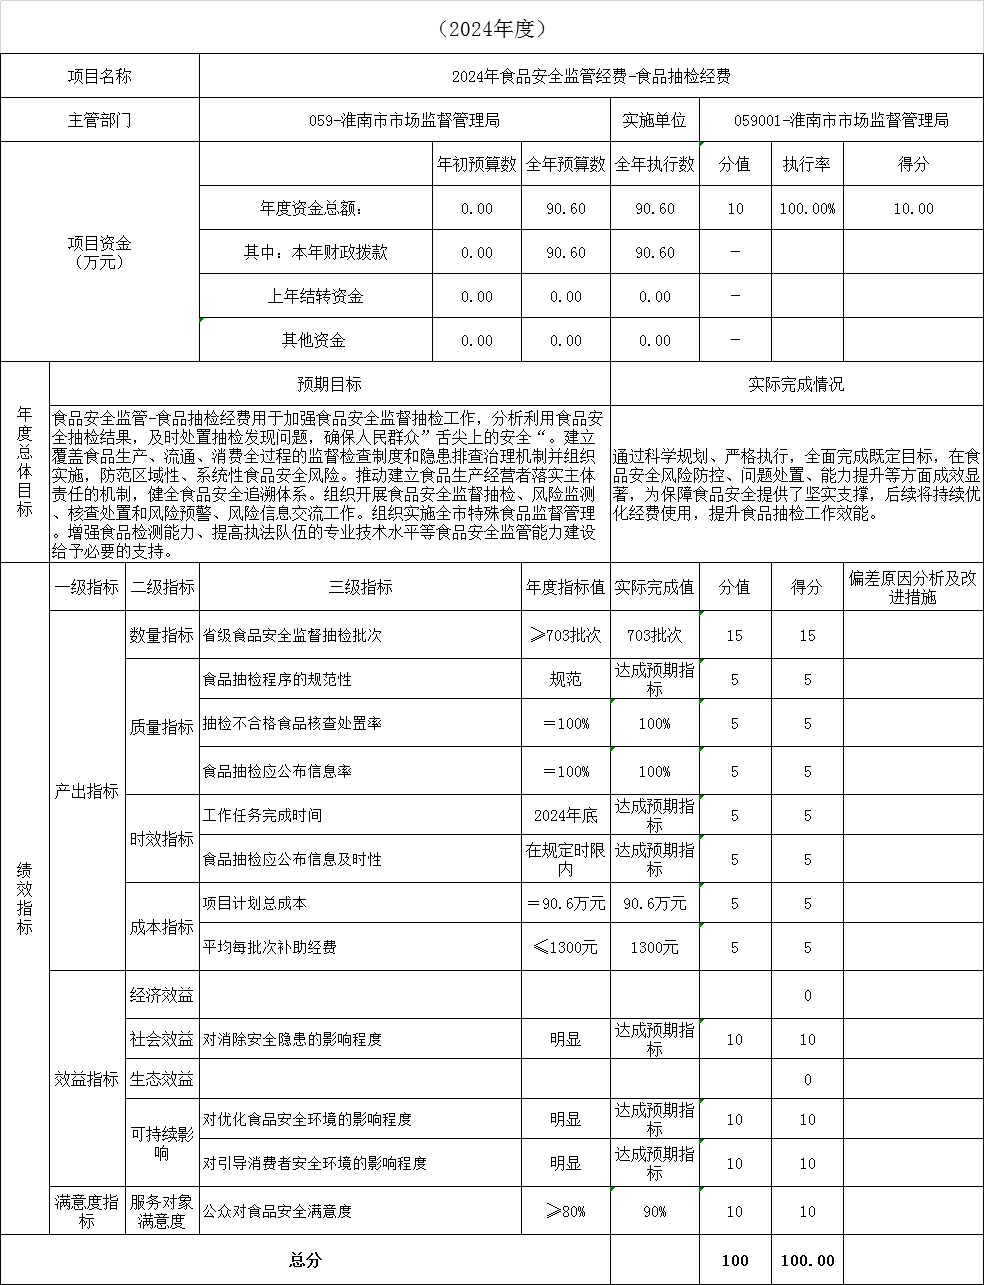 （2024年度）
项目名称 2024年食品安全监管经费-食品抽检经费
主管部门 059-淮南市市场监督管理局 实施单位 059001-淮南市市场监督管理局
项目资金
（万元）
年初预算数 全年预算数 全年执行数 分值 执行率 得分
年度资金总额： 0.00 90.60 90.60 10 100.00% 10.00
其中：本年财政拨款 0.00 90.60 90.60 －
上年结转资金 0.00 0.00 0.00 －
其他资金 0.00 0.00 0.00 －
年度总体目标
预期目标 实际完成情况
食品安全监管-食品抽检经费用于加强食品安全监督抽检工作，分析利用食品安
全抽检结果，及时处置抽检发现问题，确保人民群众”舌尖上的安全“。建立
覆盖食品生产、流通、消费全过程的监督检查制度和隐患排查治理机制并组织
实施，防范区域性、系统性食品安全风险。推动建立食品生产经营者落实主体
责任的机制，健全食品安全追溯体系。组织开展食品安全监督抽检、风险监测
、核查处置和风险预警、风险信息交流工作。组织实施全市特殊食品监督管理
。增强食品检测能力、提高执法队伍的专业技术水平等食品安全监管能力建设
给予必要的支持。
通过科学规划、严格执行，全面完成既定目标，在食
品安全风险防控、问题处置、能力提升等方面成效显
著，为保障食品安全提供了坚实支撑，后续将持续优
化经费使用，提升食品抽检工作效能。
绩效指标
一级指标 二级指标 三级指标 年度指标值 实际完成值 分值 得分 偏差原因分析及改
进措施
产出指标
数量指标 省级食品安全监督抽检批次 ≥703批次 703批次 15 15
质量指标
食品抽检程序的规范性 规范 达成预期指
标 5 5
抽检不合格食品核查处置率 ＝100% 100% 5 5
食品抽检应公布信息率 ＝100% 100% 5 5
时效指标
工作任务完成时间 2024年底 达成预期指
标 5 5
食品抽检应公布信息及时性 在规定时限
内 达成预期指
标 5 5
成本指标
项目计划总成本 ＝90.6万元 90.6万元 5 5
平均每批次补助经费 ≤1300元 1300元 5 5
效益指标
经济效益 0
社会效益 对消除安全隐患的影响程度 明显 达成预期指
标 10 10
生态效益 0
可持续影
响
对优化食品安全环境的影响程度 明显 达成预期指
标 10 10
对引导消费者安全环境的影响程度 明显 达成预期指
标 10 10
满意度指
标 服务对象
满意度 公众对食品安全满意度 ≥80% 90% 10 10
总分 100 100.00